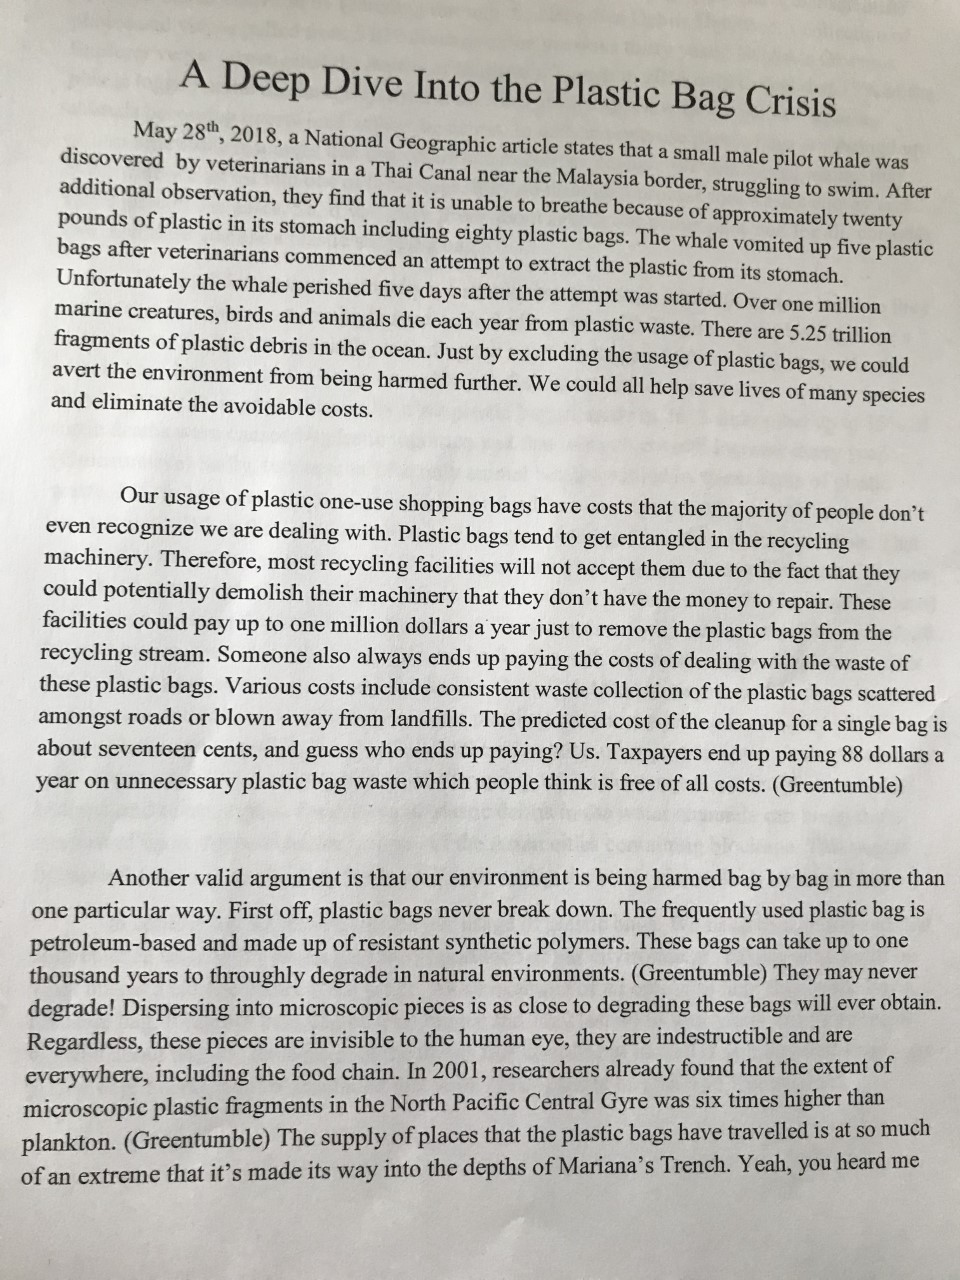 A Deep Dive Into the Plastic Bag Crisis
May 28th, 2018, a National Geographic article states that a small male pilot whale was
discovered by veterinarians in a Thai Canal near the Malaysia border, struggling to swim. After
additional observation, they find that it is unable to breathe because of approximately twenty
pounds of plastic in its stomach including eighty plastic bags. The whale vomited up five plastic
bags after veterinarians commenced an attempt to extract the plastic from its stomach.
Unfortunately the whale perished five days after the attempt was started. Over one million
marine creatures, birds and animals die each year from plastic waste. There are 5.25 trillion
fragments of plastic debris in the ocean. Just by excluding the usage of plastic bags, we could
avert the environment from being harmed further. We could all help save lives of many species
and eliminate the avoidable costs.
Our usage of plastic one-use shopping bags have costs that the majority of people don't
even recognize we are dealing with. Plastic bags tend to get entangled in the recycling
machinery. Therefore, most recycling facilities will not accept them due to the fact that they
could potentially demolish their machinery that they don't have the money to repair. These
facilities could pay up to one million dollars a year just to remove the plastic bags from the
recycling stream. Someone also always ends up paying the costs of dealing with the waste of
these plastic bags. Various costs include consistent waste collection of the plastic bags scattered
amongst roads or blown away from landfills. The predicted cost of the cleanup for a single bag is
about seventeen cents, and guess who ends up paying? Us. Taxpayers end up paying 88 dollars a
year on unnecessary plastic bag waste which people think is free of all costs. (Greentumble)
Another valid argument is that our environment is being harmed bag by bag in more than
one particular way. First off, plastic bags never break down. The frequently used plastic bag is
petroleum-based and made up of resistant synthetic polymers. These bags can take up to one
thousand years to throughly degrade in natural environments. (Greentumble) They may never
degrade! Dispersing into microscopic pieces is as close to degrading these bags will ever obtain.
Regardless, these pieces are invisible to the human eye, they are indestructible and are
everywhere, including the food chain. In 2001, researchers already found that the extent of
microscopic plastic fragments in the North Pacific Central Gyre was six times higher than
plankton. (Greentumble) The supply of places that the plastic bags have travelled is at so much
of an extreme that it's made its way into the depths of Mariana's Trench. Yeah, you heard me